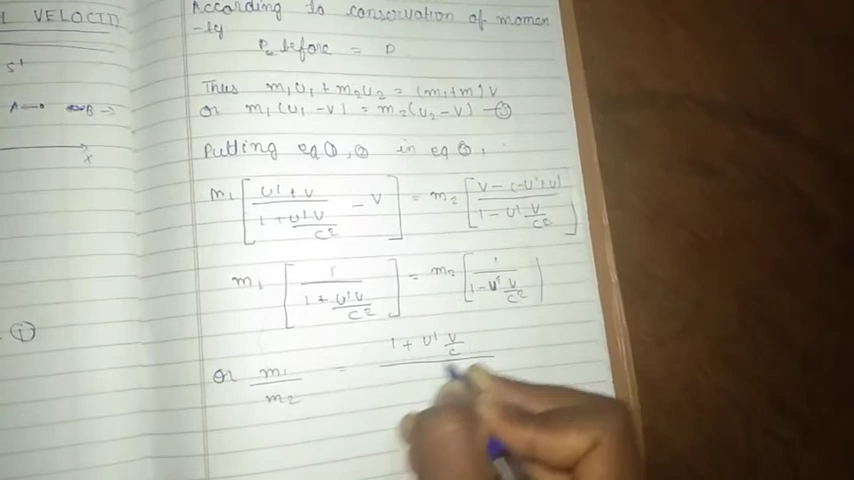 L VELOCITY
S'
A B
x
①
According to conservation of momen
-ty
P before = P
Thus m₁u₁ + m₂u₂ = (m₁+m₂)v
or m₁(u₁ - v) = m₂(u₂ - v) - ③
Putting eq ①, ② in eq ③,
m₁ [ (u' + v) / (1 + u'v/c²) - v ] = m₂ [ (v - (-u'+v)) / (1 - u' v/c²) ]
m₁ [ 1 / (1 + u'v/c²) ] = m₂ [ 1 / (1 - u' v/c²) ]
or m₁/m₂ = 1 + u' v/c